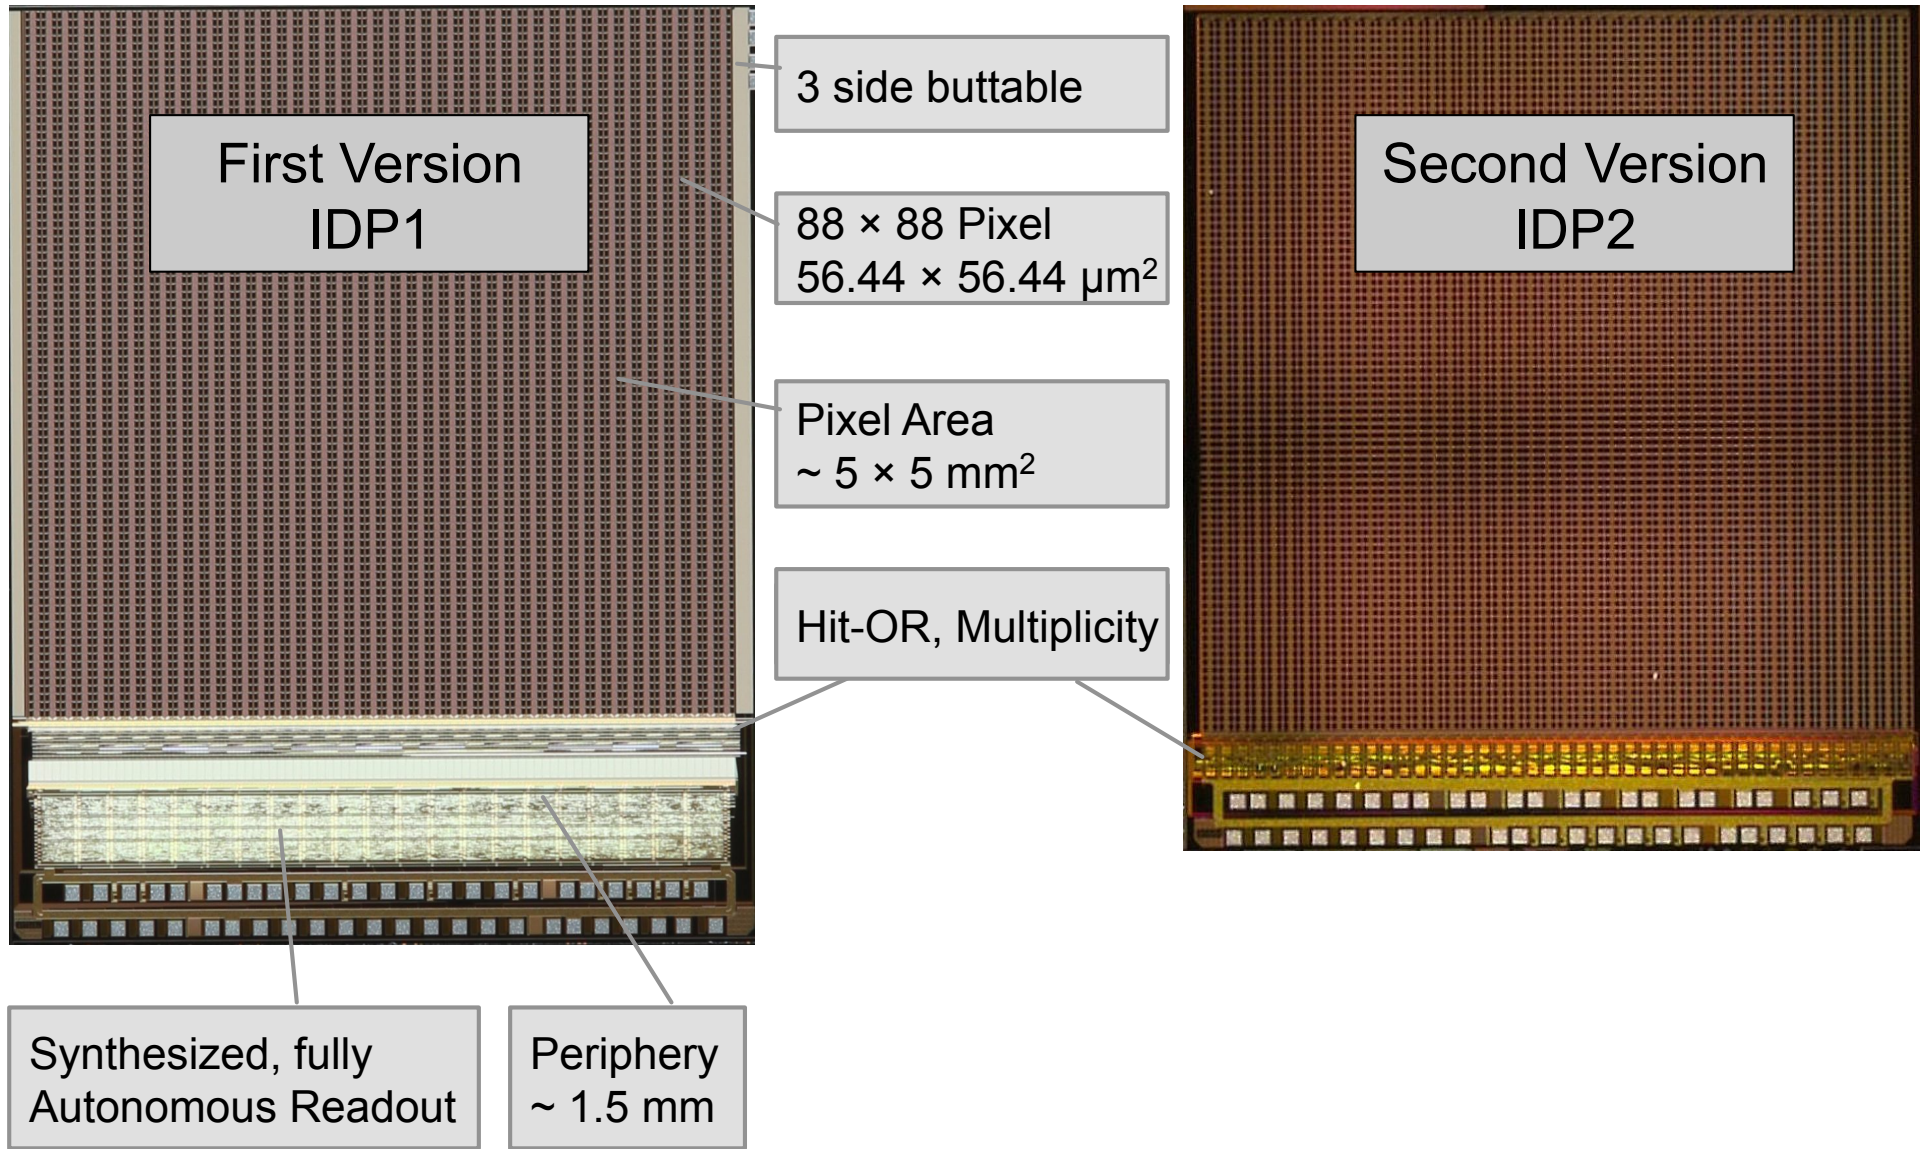 First Version
IDP1
3 side buttable
88 × 88 Pixel
56.44 × 56.44 µm²
Pixel Area
~ 5 × 5 mm²
Hit-OR, Multiplicity
Second Version
IDP2
Synthesized, fully
Autonomous Readout
Periphery
~ 1.5 mm